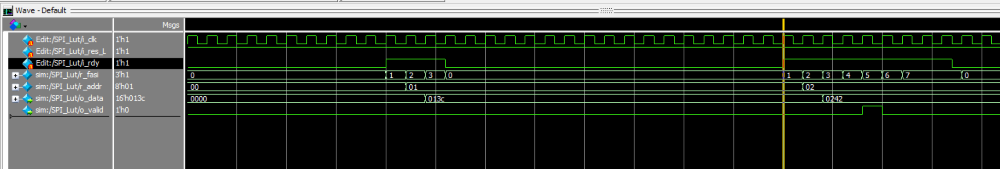 Wave - Default
Msgs
Edit:/SPI_Lut/i_clk 1'h1
Edit:/SPI_Lut/i_res_L 1'h1
Edit:/SPI_Lut/i_rdy 1'h1
sim:/SPI_Lut/r_fasi 3'h1 0 1 2 3 0 1 2 3 4 5 6 7 0
sim:/SPI_Lut/r_addr 8'h01 00 01 02
sim:/SPI_Lut/o_data 16'h013c 0000 013c 0242
sim:/SPI_Lut/o_valid 1'h0